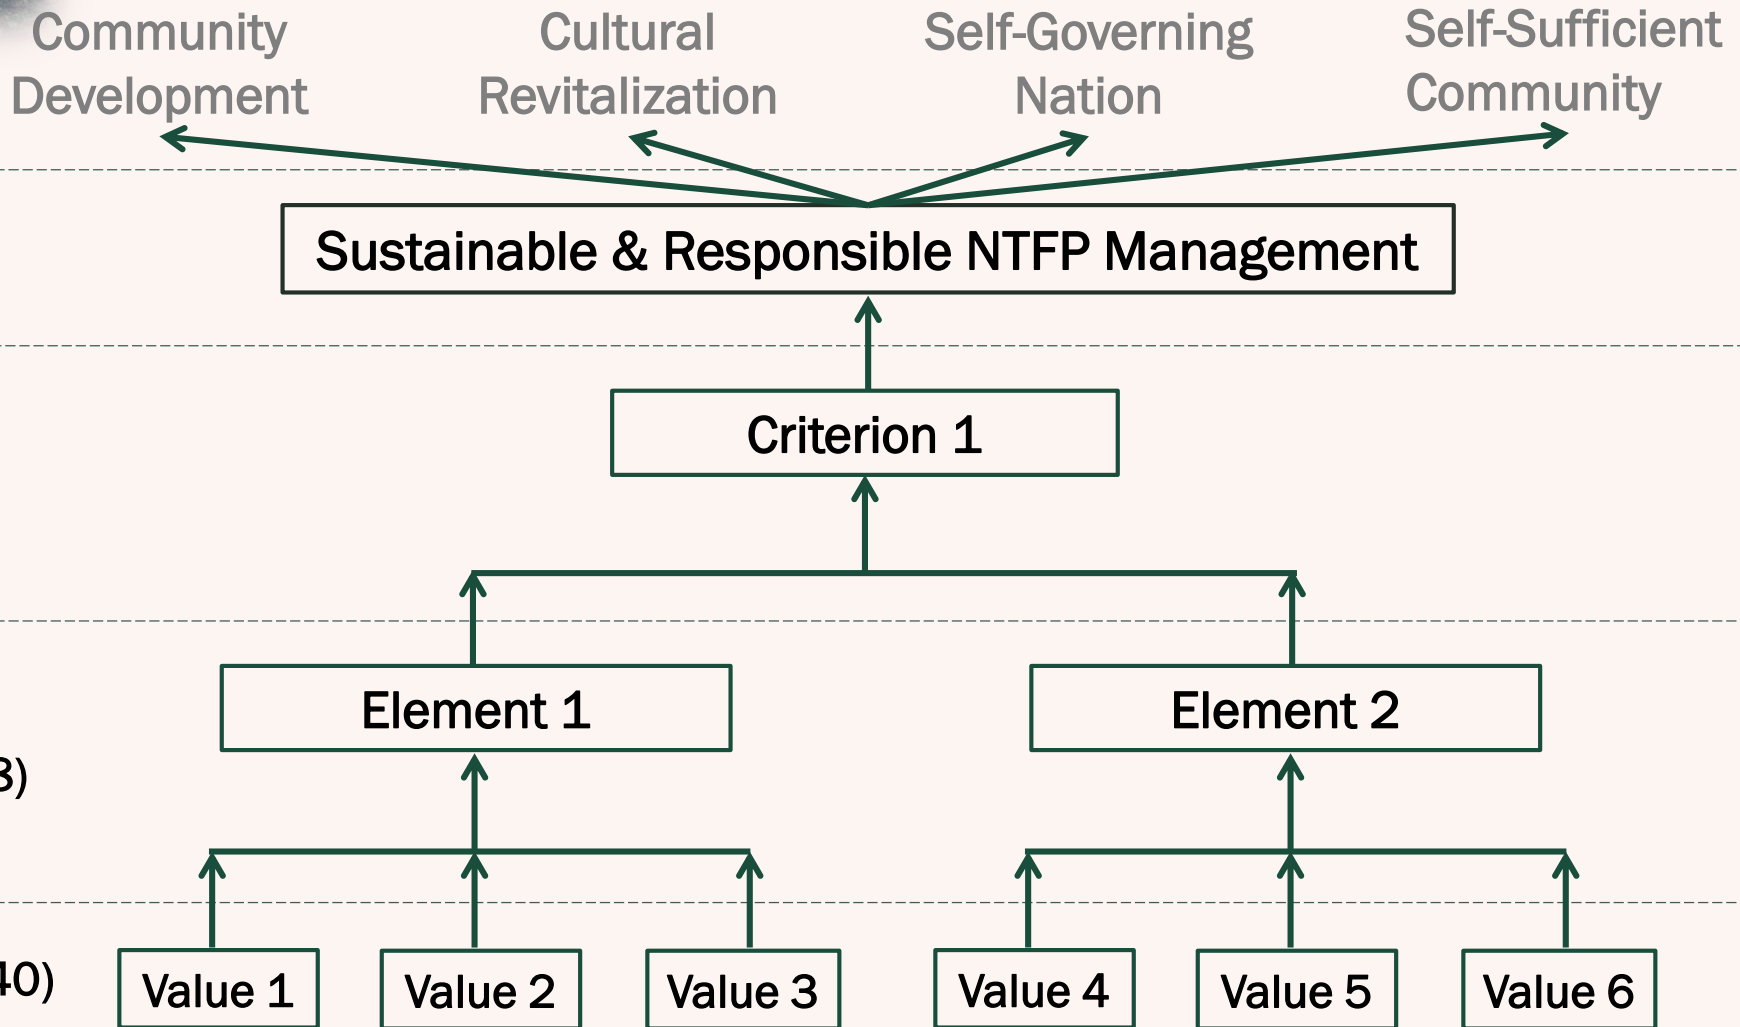 Community
Development
Cultural
Revitalization
Self-Governing
Nation
Self-Sufficient
Community
Sustainable & Responsible NTFP Management
Criterion 1
Element 1
Element 2
Value 1
Value 2
Value 3
Value 4
Value 5
Value 6